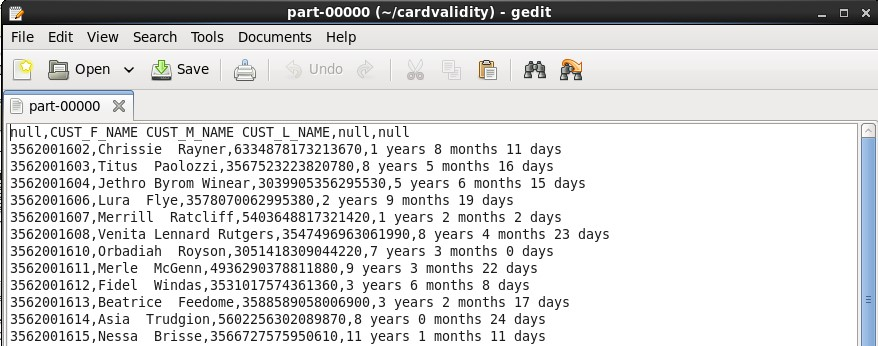 part-00000 (~/cardvalidity) - gedit
File Edit View Search Tools Documents Help
Open Save Undo
part-00000
null,CUST_F_NAME CUST_M_NAME CUST_L_NAME,null,null
3562001602,Chrissie  Rayner,6334878173213670,1 years 8 months 11 days
3562001603,Titus  Paolozzi,3567523223820780,8 years 5 months 16 days
3562001604,Jethro Byrom Winear,3039905356295530,5 years 6 months 15 days
3562001606,Lura  Flye,3578070062995380,2 years 9 months 19 days
3562001607,Merrill  Ratcliff,5403648817321420,1 years 2 months 2 days
3562001608,Venita Lennard Rutgers,3547496963061990,8 years 4 months 23 days
3562001610,Orbadiah  Royson,3051418309044220,7 years 3 months 0 days
3562001611,Merle  McGenn,4936290378811880,9 years 3 months 22 days
3562001612,Fidel  Windas,3531017574361360,3 years 6 months 8 days
3562001613,Beatrice  Feedome,3588589058006900,3 years 2 months 17 days
3562001614,Asia  Trudgion,5602256302089870,8 years 0 months 24 days
3562001615,Nessa  Brisse,3566727575950610,11 years 1 months 11 days